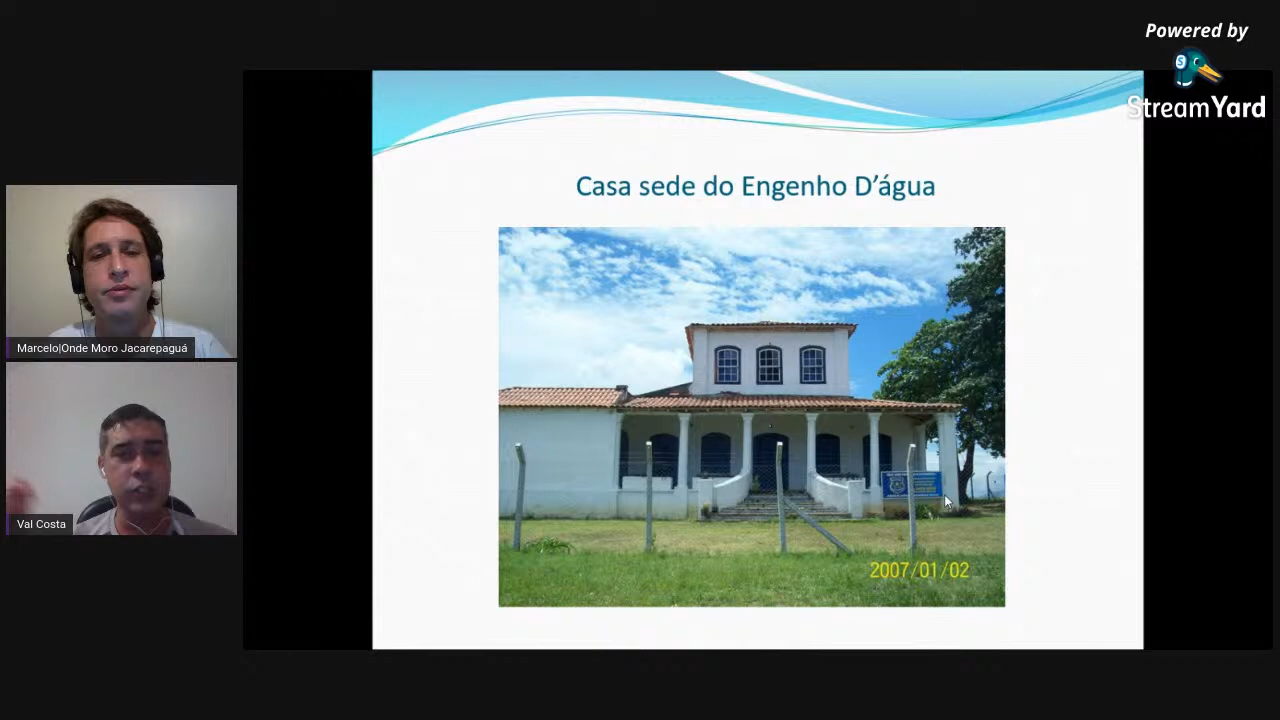 Powered by
StreamYard
Casa sede do Engenho D'água
2007/01/02
Marcelo|Onde Moro Jacarepaguá
Val Costa